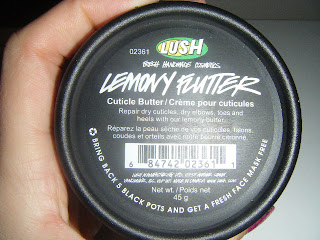 02361
LUSH
FRESH HANDMADE COSMETICS
LEMONY FLUTTER
Cuticle Butter / Crème pour cuticules
Repair dry cuticles, dry elbows, toes and
heels with our lemony butter.
Réparez la peau sèche de vos cuticules, talons,
coudes et orteils avec notre beurre citronné.
6 84742 02361 1
Net wt. / Poids net
45 g
BRING BACK 5 BLACK POTS AND GET A FRESH FACE MASK FREE